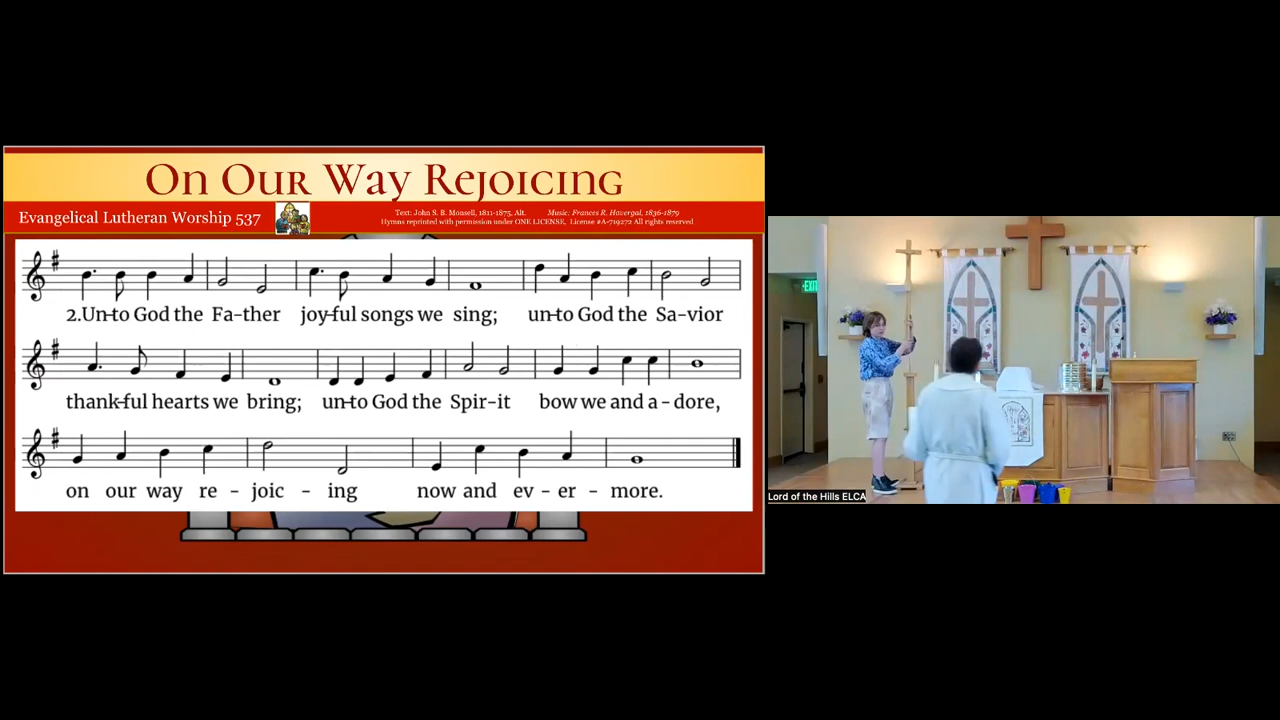 On Our Way Rejoicing
Evangelical Lutheran Worship 537
Text: John S. B. Monsell, 1811-1875, Alt. Music: Frances R. Havergal, 1836-1879
Hymns reprinted with permission under ONE LICENSE, License #A-719272 All rights reserved
2.Un-to God the Fa-ther joy-ful songs we sing; un-to God the Sa-vior
thank-ful hearts we bring; un-to God the Spir-it bow we and a-dore,
on our way re - joic - ing now and ev - er - more.
EXIT
Lord of the Hills ELCA